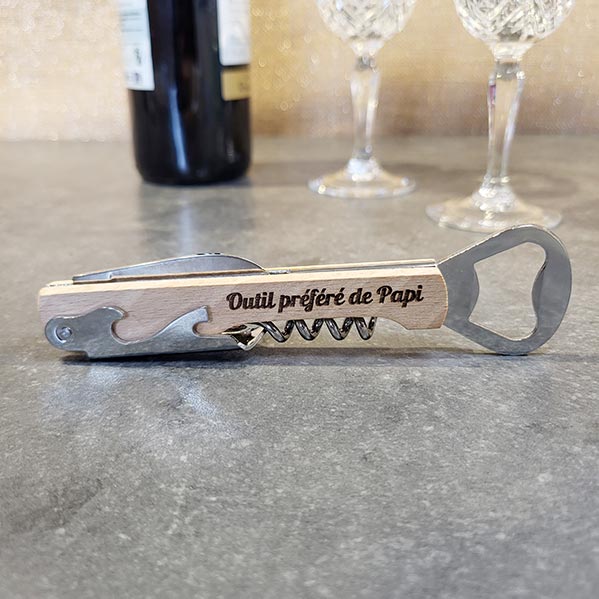 Outil préféré de Papi